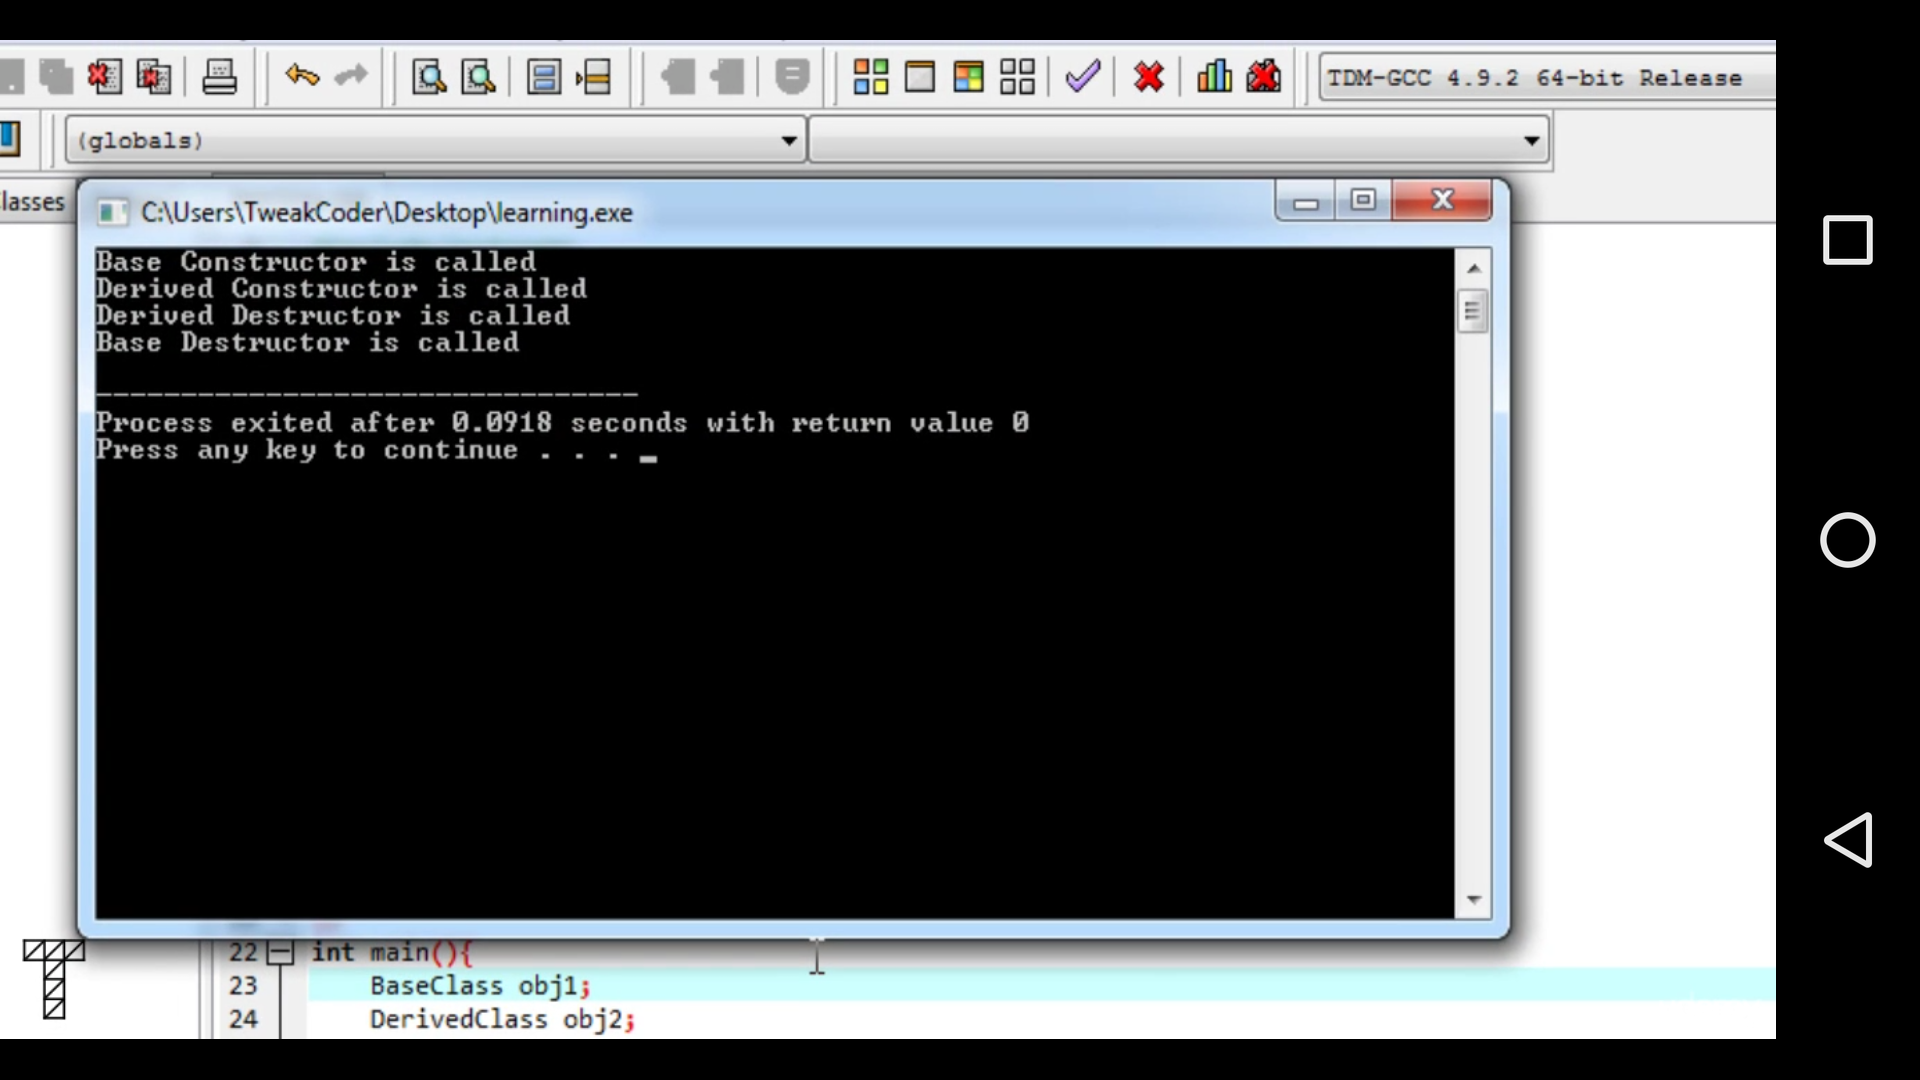 TDM-GCC 4.9.2 64-bit Release
(globals)
lasses
C:\Users\TweakCoder\Desktop\learning.exe
Base Constructor is called
Derived Constructor is called
Derived Destructor is called
Base Destructor is called
--------------------------------
Process exited after 0.0918 seconds with return value 0
Press any key to continue . . . _
22 int main(){
23 BaseClass obj1;
24 DerivedClass obj2;